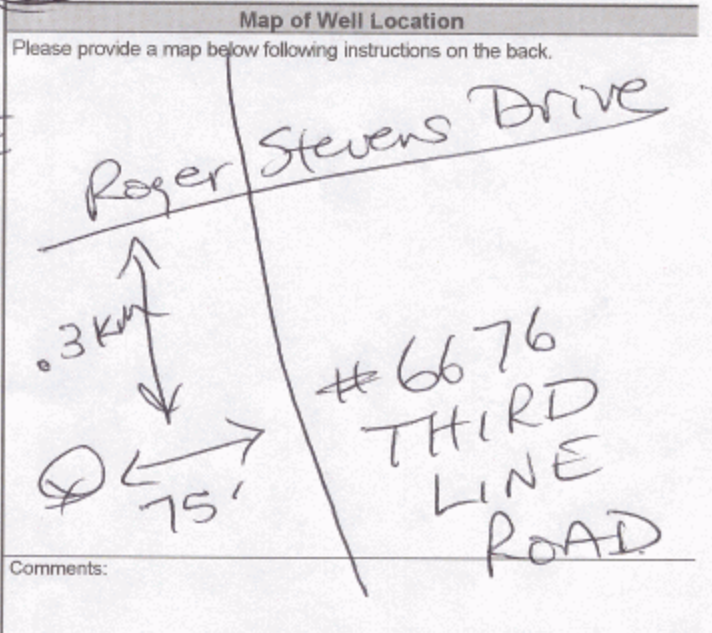 Map of Well Location
Please provide a map below following instructions on the back.
Roger Stevens Drive
.3 km
75'
#6676
THIRD
LINE
ROAD
Comments: